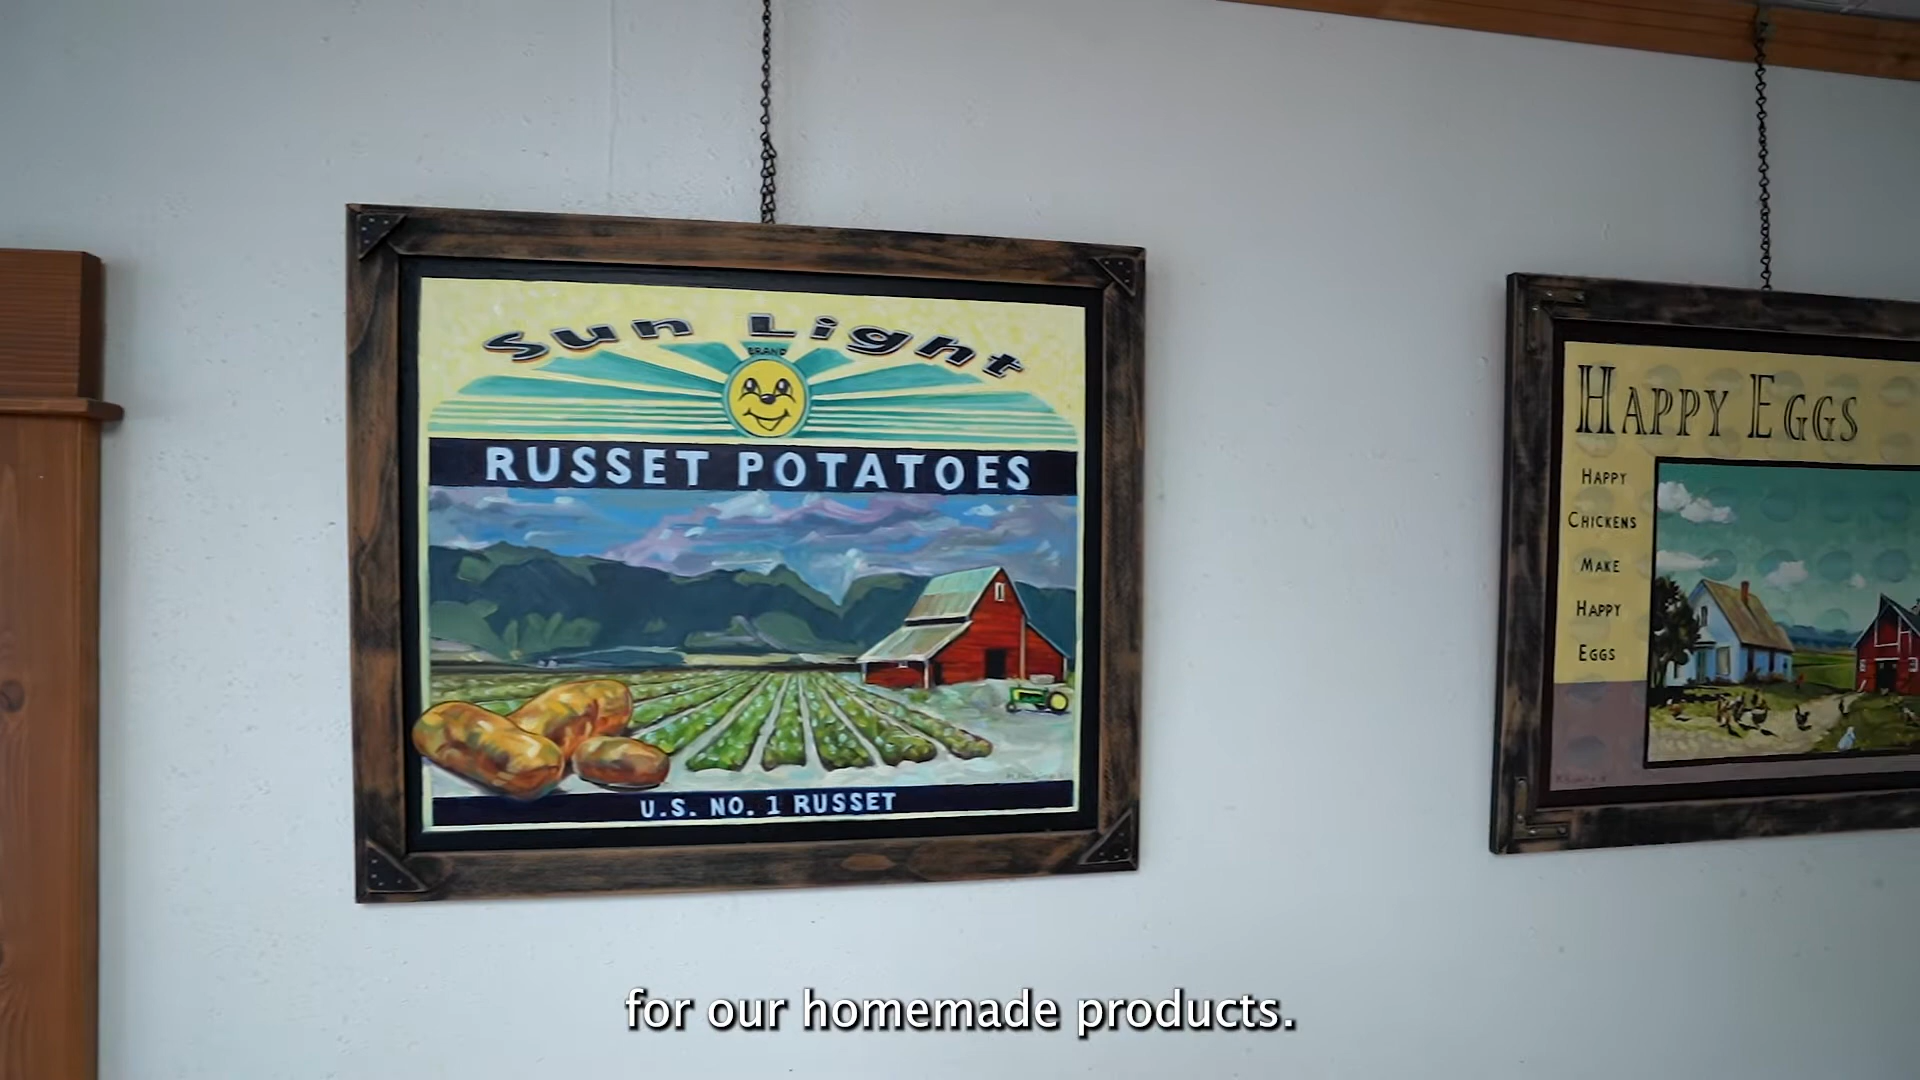 Sun Light
BRAND
RUSSET POTATOES
U.S. NO. 1 RUSSET
HAPPY EGGS
HAPPY
CHICKENS
MAKE
HAPPY
EGGS
for our homemade products.